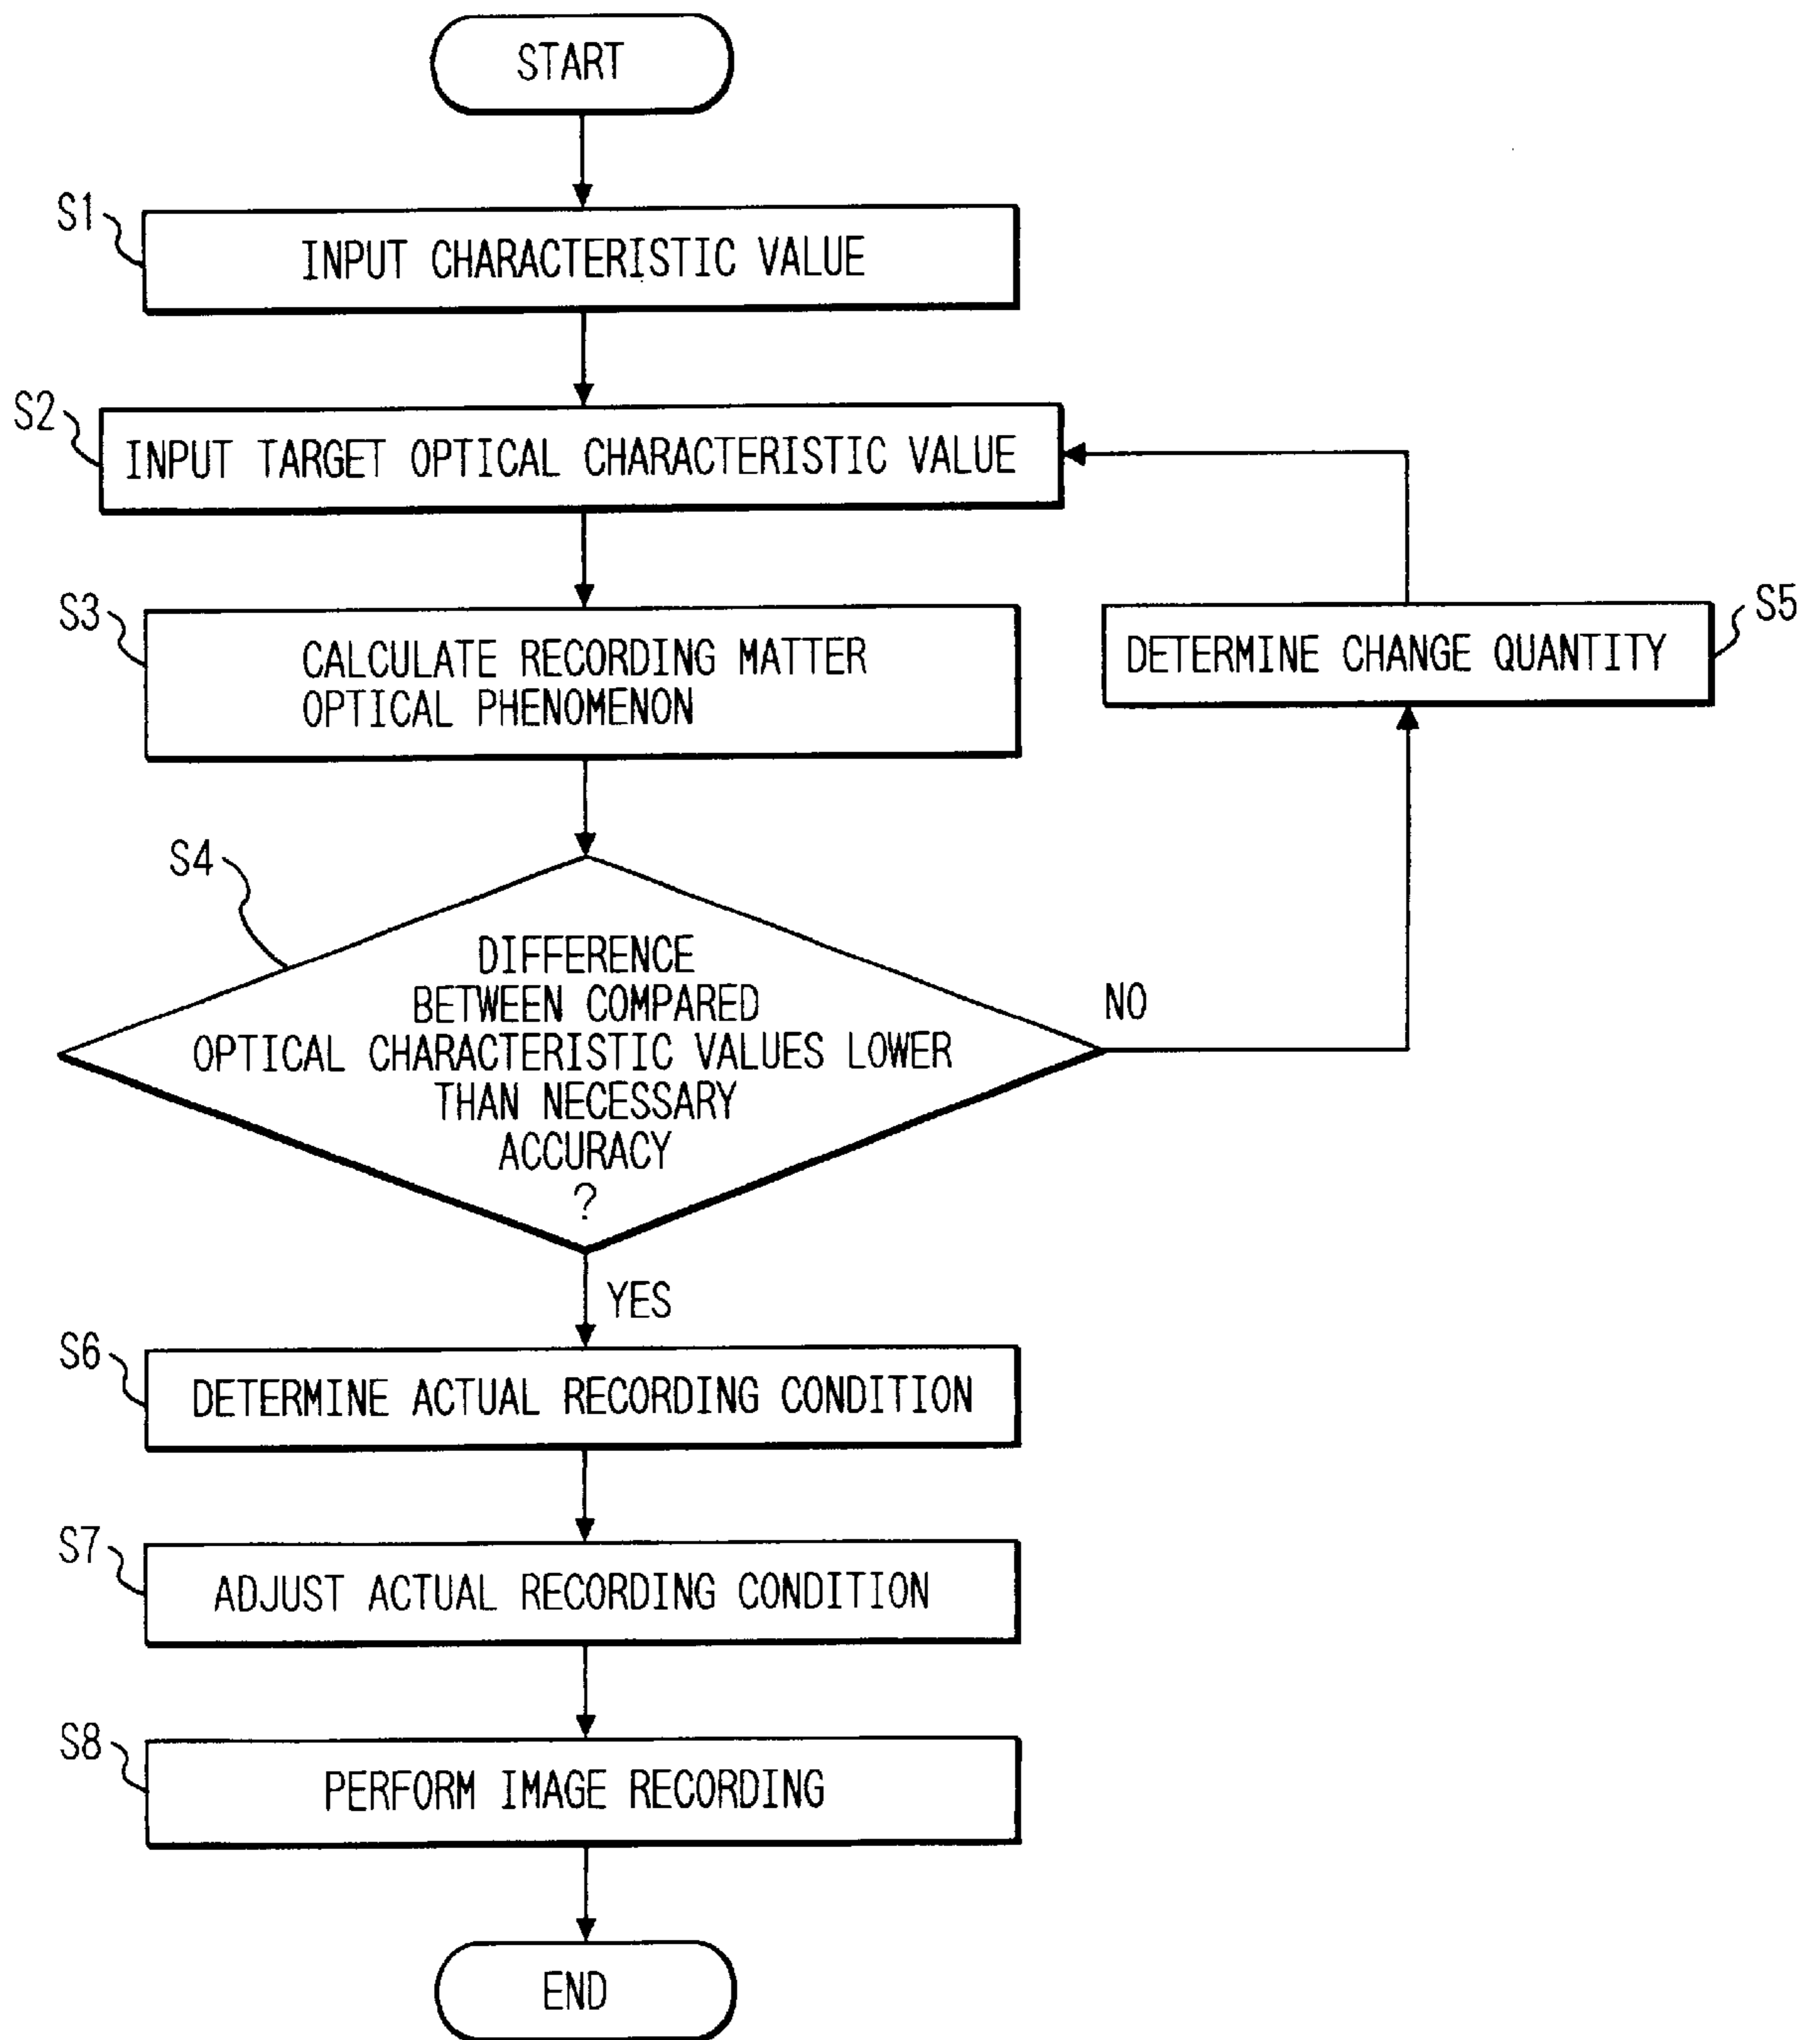 START
S1
INPUT CHARACTERISTIC VALUE
S2
INPUT TARGET OPTICAL CHARACTERISTIC VALUE
S3
CALCULATE RECORDING MATTER
OPTICAL PHENOMENON
S5
DETERMINE CHANGE QUANTITY
S4
DIFFERENCE
BETWEEN COMPARED
OPTICAL CHARACTERISTIC VALUES LOWER
THAN NECESSARY
ACCURACY
?
NO
YES
S6
DETERMINE ACTUAL RECORDING CONDITION
S7
ADJUST ACTUAL RECORDING CONDITION
S8
PERFORM IMAGE RECORDING
END